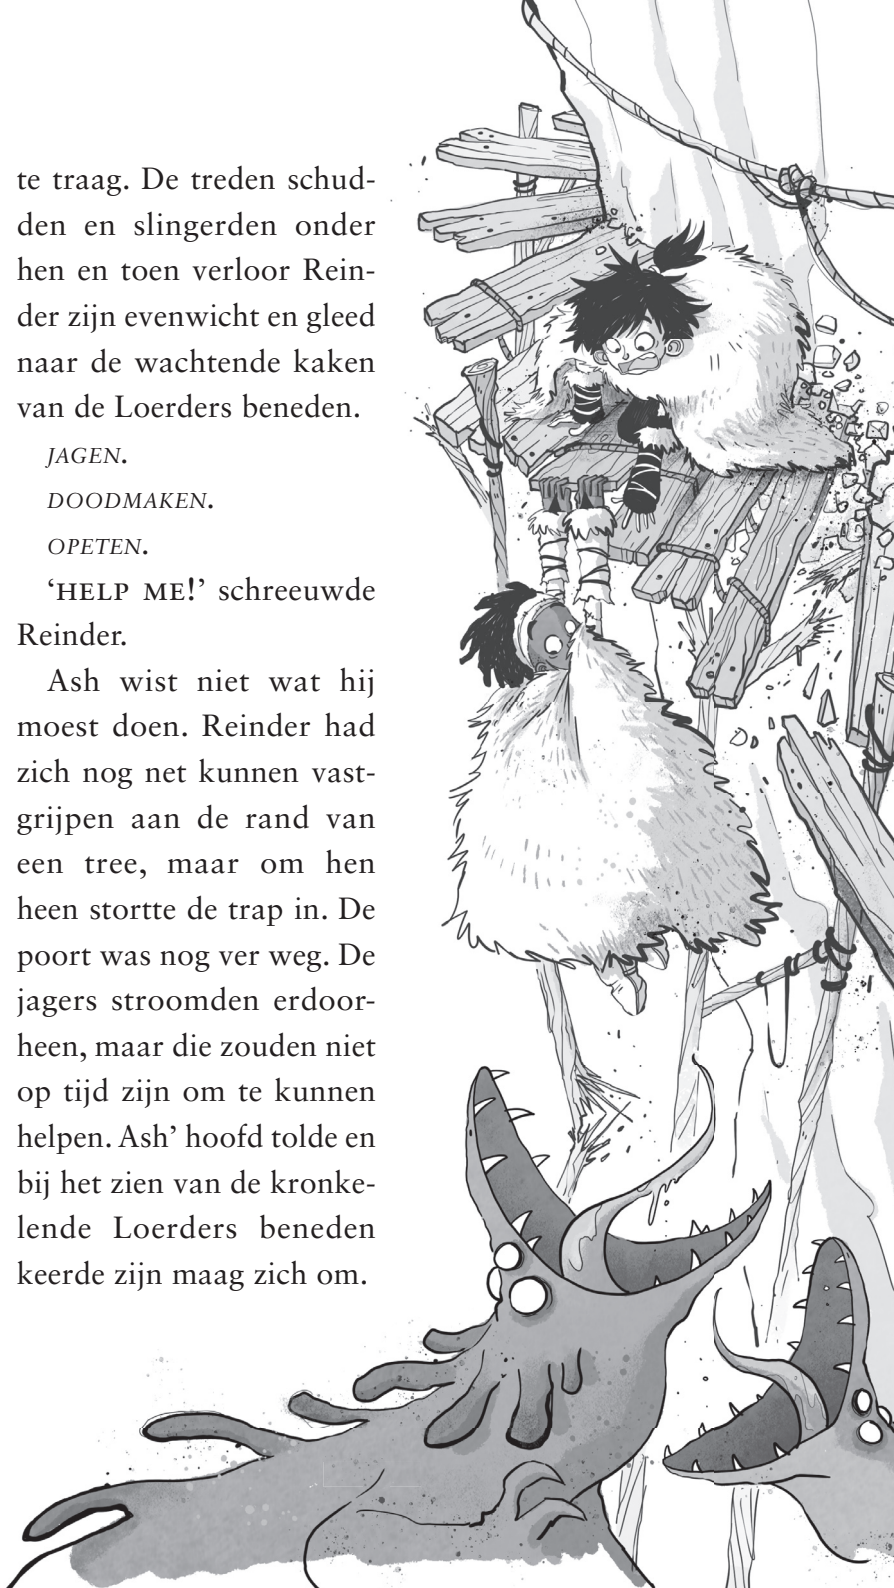 te traag. De treden schud-
den en slingerden onder
hen en toen verloor Rein-
der zijn evenwicht en gleed
naar de wachtende kaken
van de Loerders beneden.
JAGEN.
DOODMAKEN.
OPETEN.
‘HELP ME!’ schreeuwde
Reinder.
Ash wist niet wat hij
moest doen. Reinder had
zich nog net kunnen vast-
grijpen aan de rand van
een tree, maar om hen
heen stortte de trap in. De
poort was nog ver weg. De
jagers stroomden erdoor-
heen, maar die zouden niet
op tijd zijn om te kunnen
helpen. Ash’ hoofd tolde en
bij het zien van de kronke-
lende Loerders beneden
keerde zijn maag zich om.